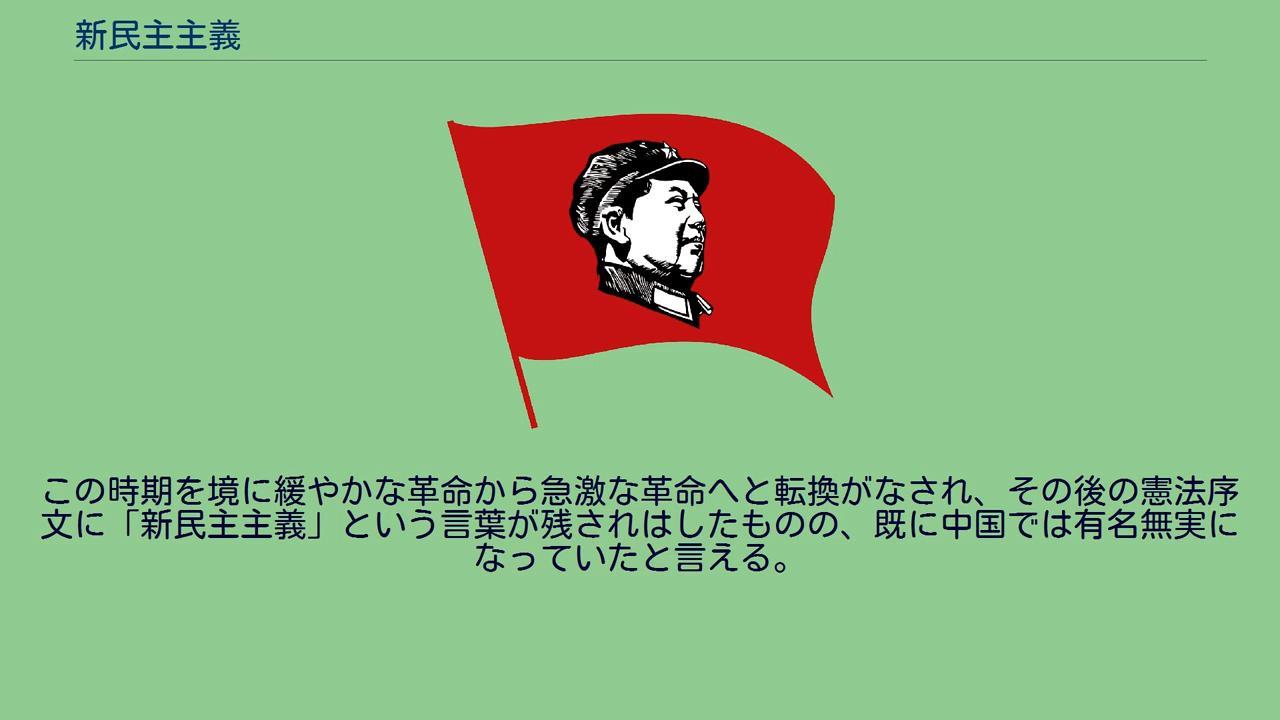 新民主主義
この時期を境に緩やかな革命から急激な革命へと転換がなされ、その後の憲法序
文に「新民主主義」という言葉が残されはしたものの、既に中国では有名無実に
なっていたと言える。